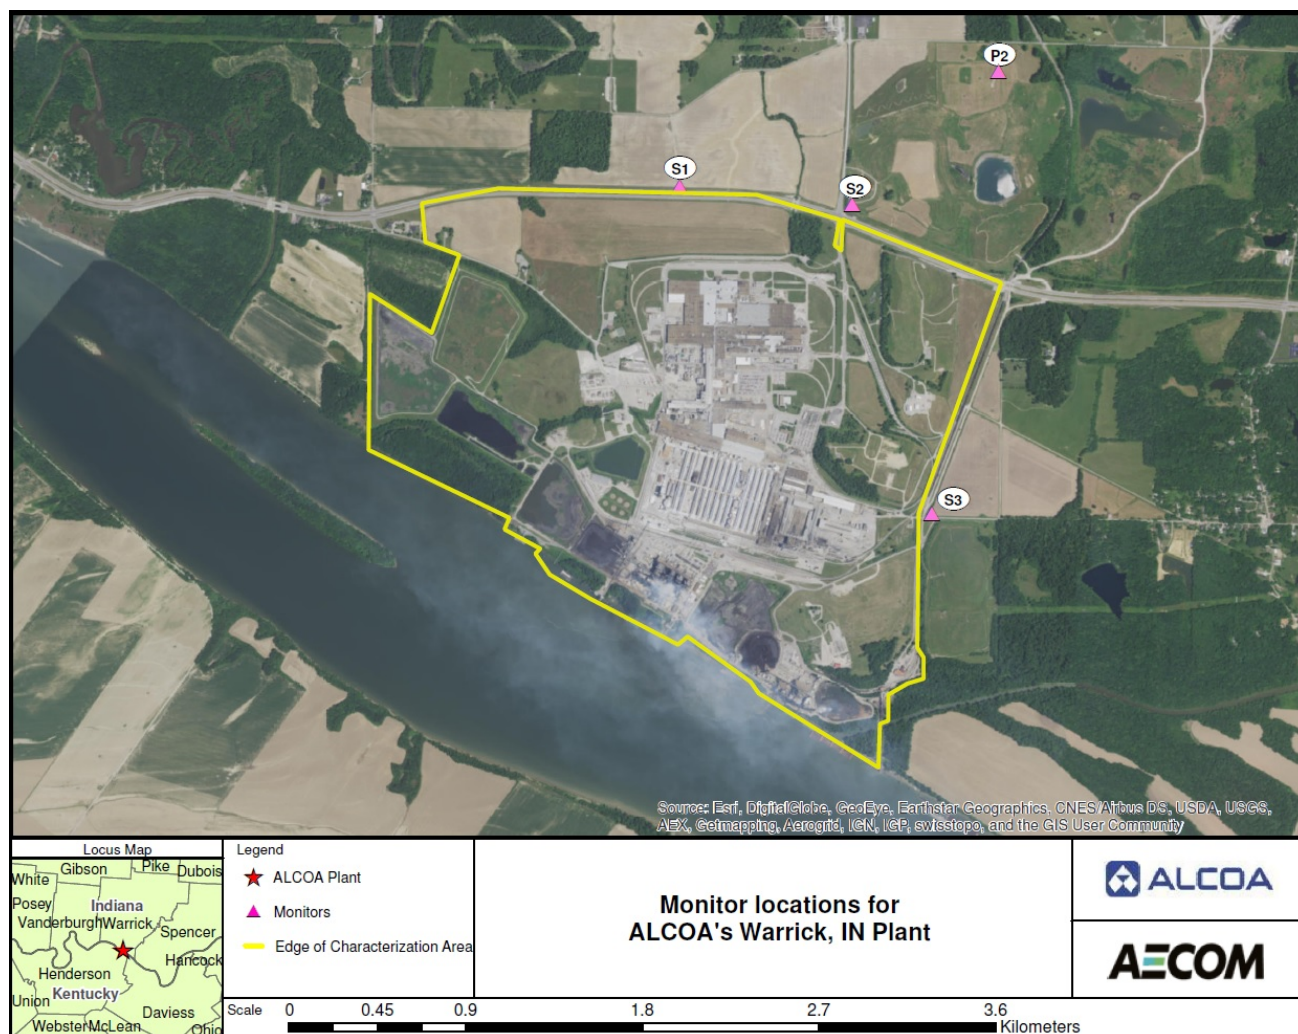 P2
S1
S2
S3
Source: Esri, DigitalGlobe, GeoEye, Earthstar Geographics, CNES/Airbus DS, USDA, USGS,
AEX, Getmapping, Aerogrid, IGN, IGP, swisstopo, and the GIS User Community
Locus Map
White
Gibson
Pike
Dubois
Posey
Indiana
Vanderburgh
Warrick
Spencer
Hancock
Henderson
Kentucky
Union
Daviess
Webster
McLean
Ohio
Legend
ALCOA Plant
Monitors
Edge of Characterization Area
Monitor locations for
ALCOA's Warrick, IN Plant
ALCOA
AECOM
Scale 0 0.45 0.9 1.8 2.7 3.6
Kilometers